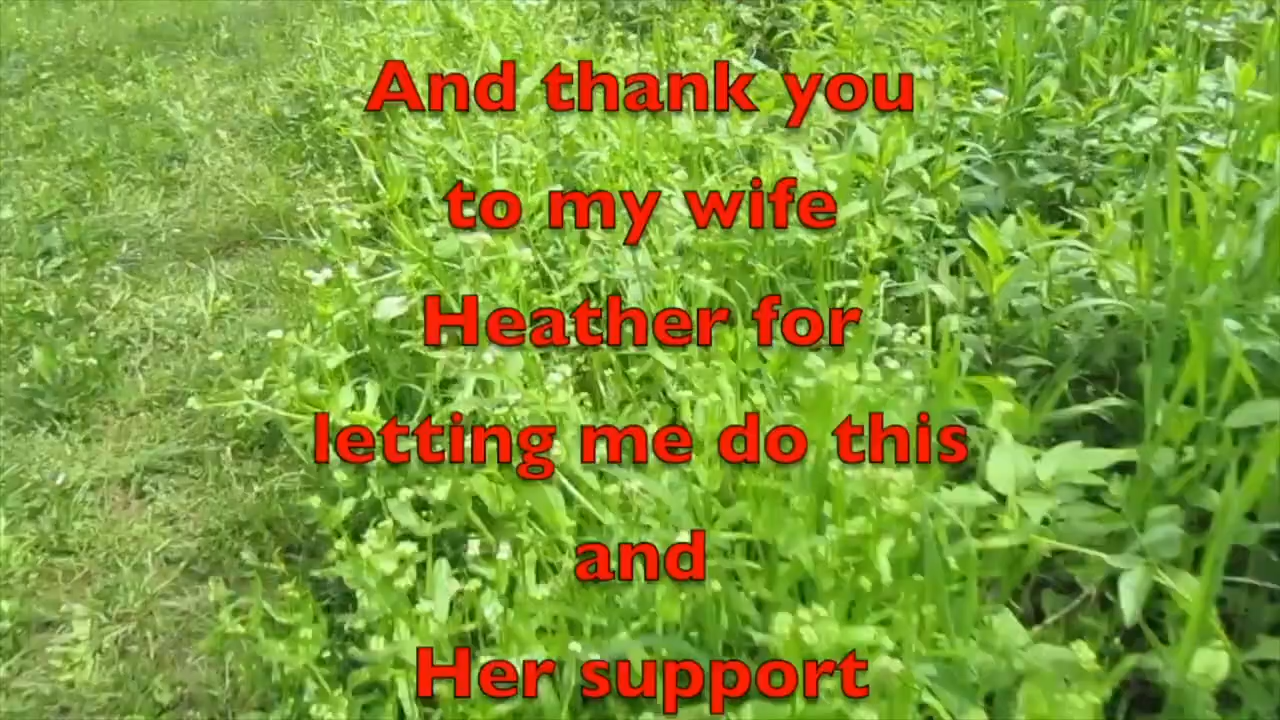 And thank you
to my wife
Heather for
letting me do this
and
Her support